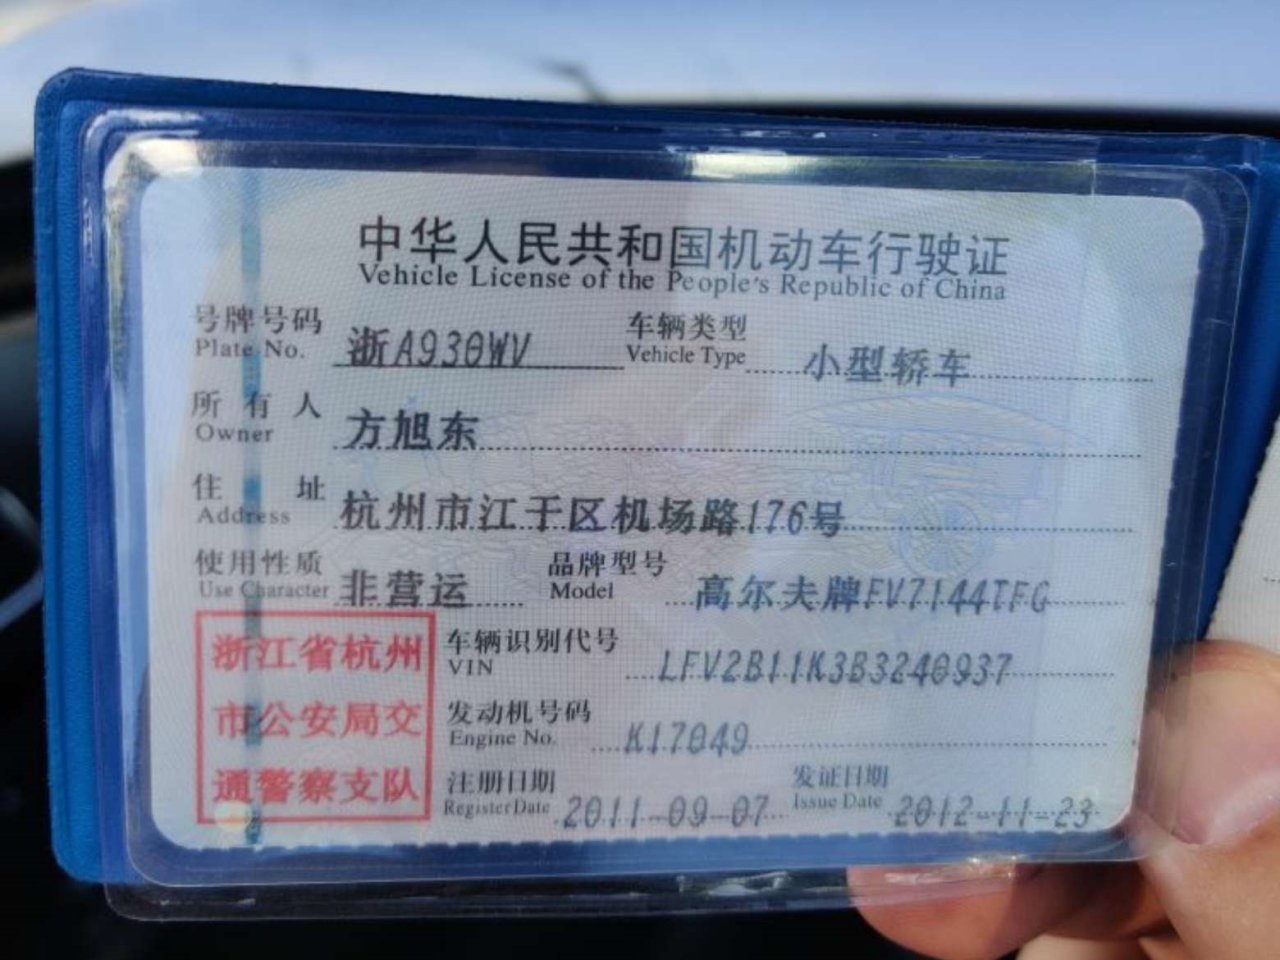 中华人民共和国机动车行驶证
Vehicle License of the People's Republic of China
号牌号码 浙A930WV 车辆类型 小型轿车
Plate No. Vehicle Type
所有人 方旭东
Owner
住址 杭州市江干区机场路176号
Address
使用性质 非营运 品牌型号 高尔夫牌FV7144TFG
Use Character Model
浙江省杭州
市公安局交
通警察支队
车辆识别代号 LFV2B11K3B3240937
VIN
发动机号码 K17049
Engine No.
注册日期 2011-09-07 发证日期 2012-11-23
Register Date Issue Date